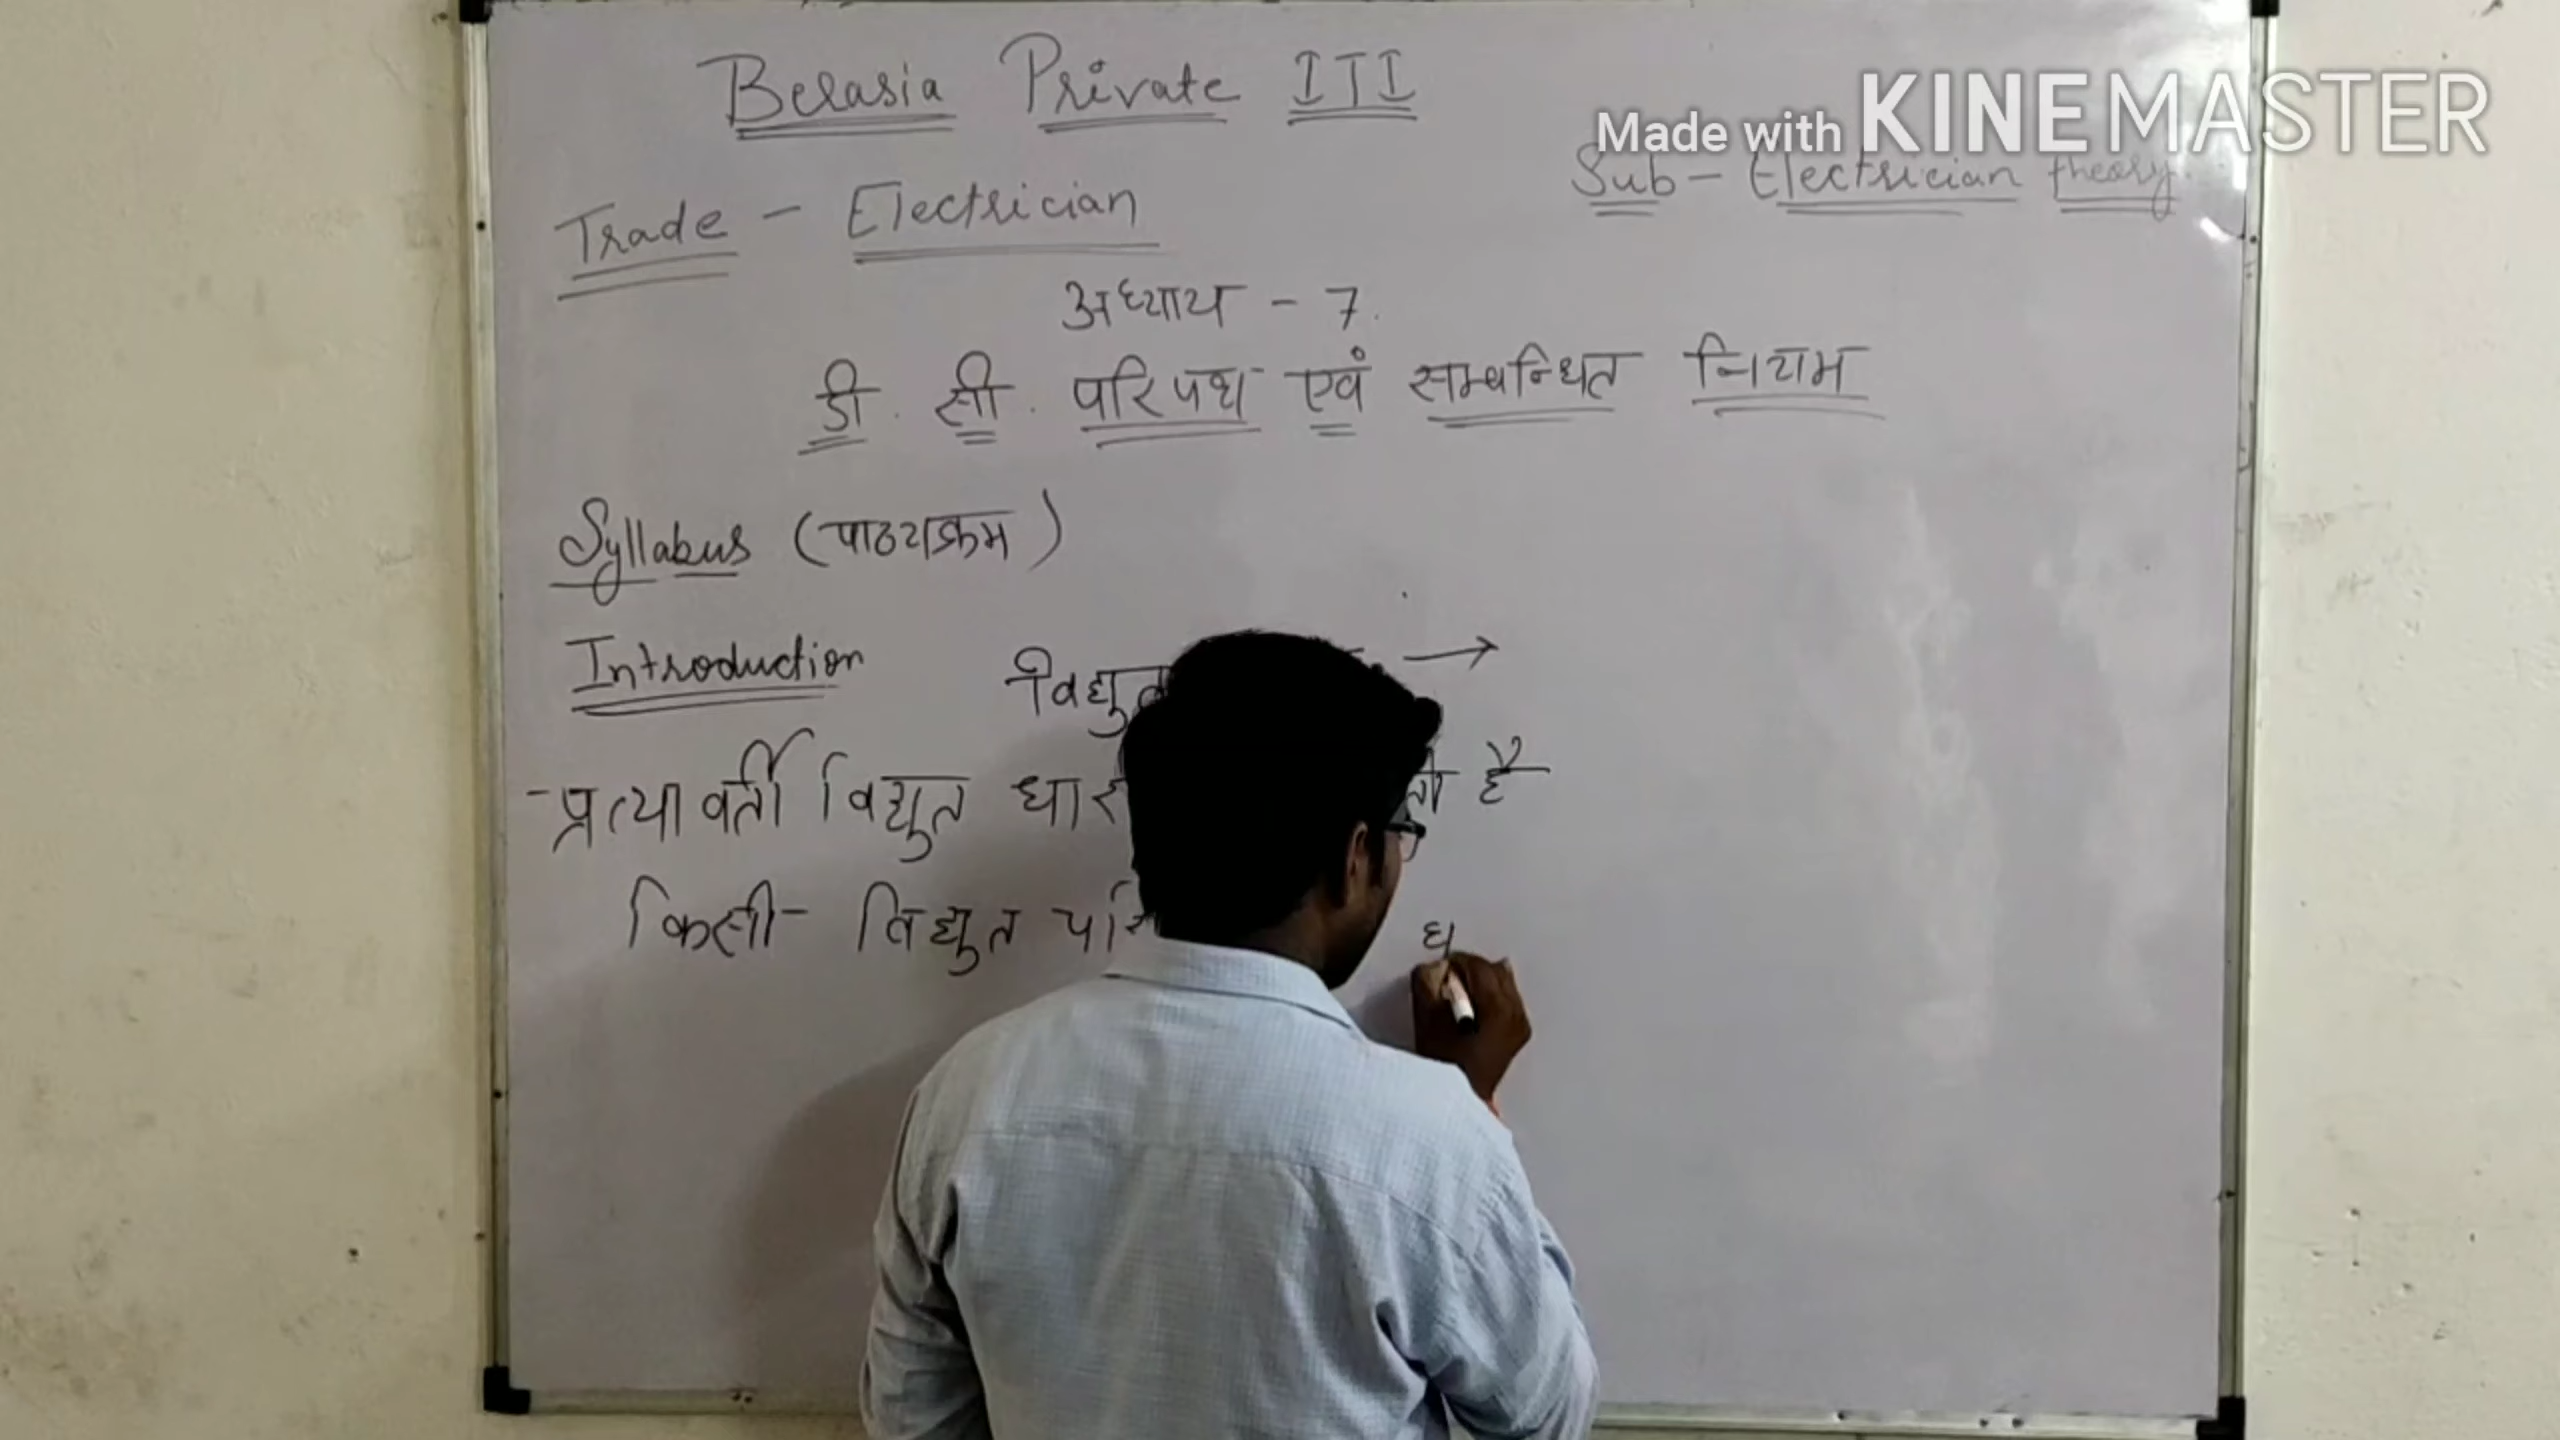 Berasia Private ITI
Made with KINEMASTER
Trade - Electrician
Sub - Electrician theory.
अध्याय - 7.
डी. सी. परिपथ एवं सम्बन्धित नियम
Syllabus (पाठ्यक्रम)
Introduction विद्युत →
- प्रत्यावर्ती विद्युत है
किसी विद्युत